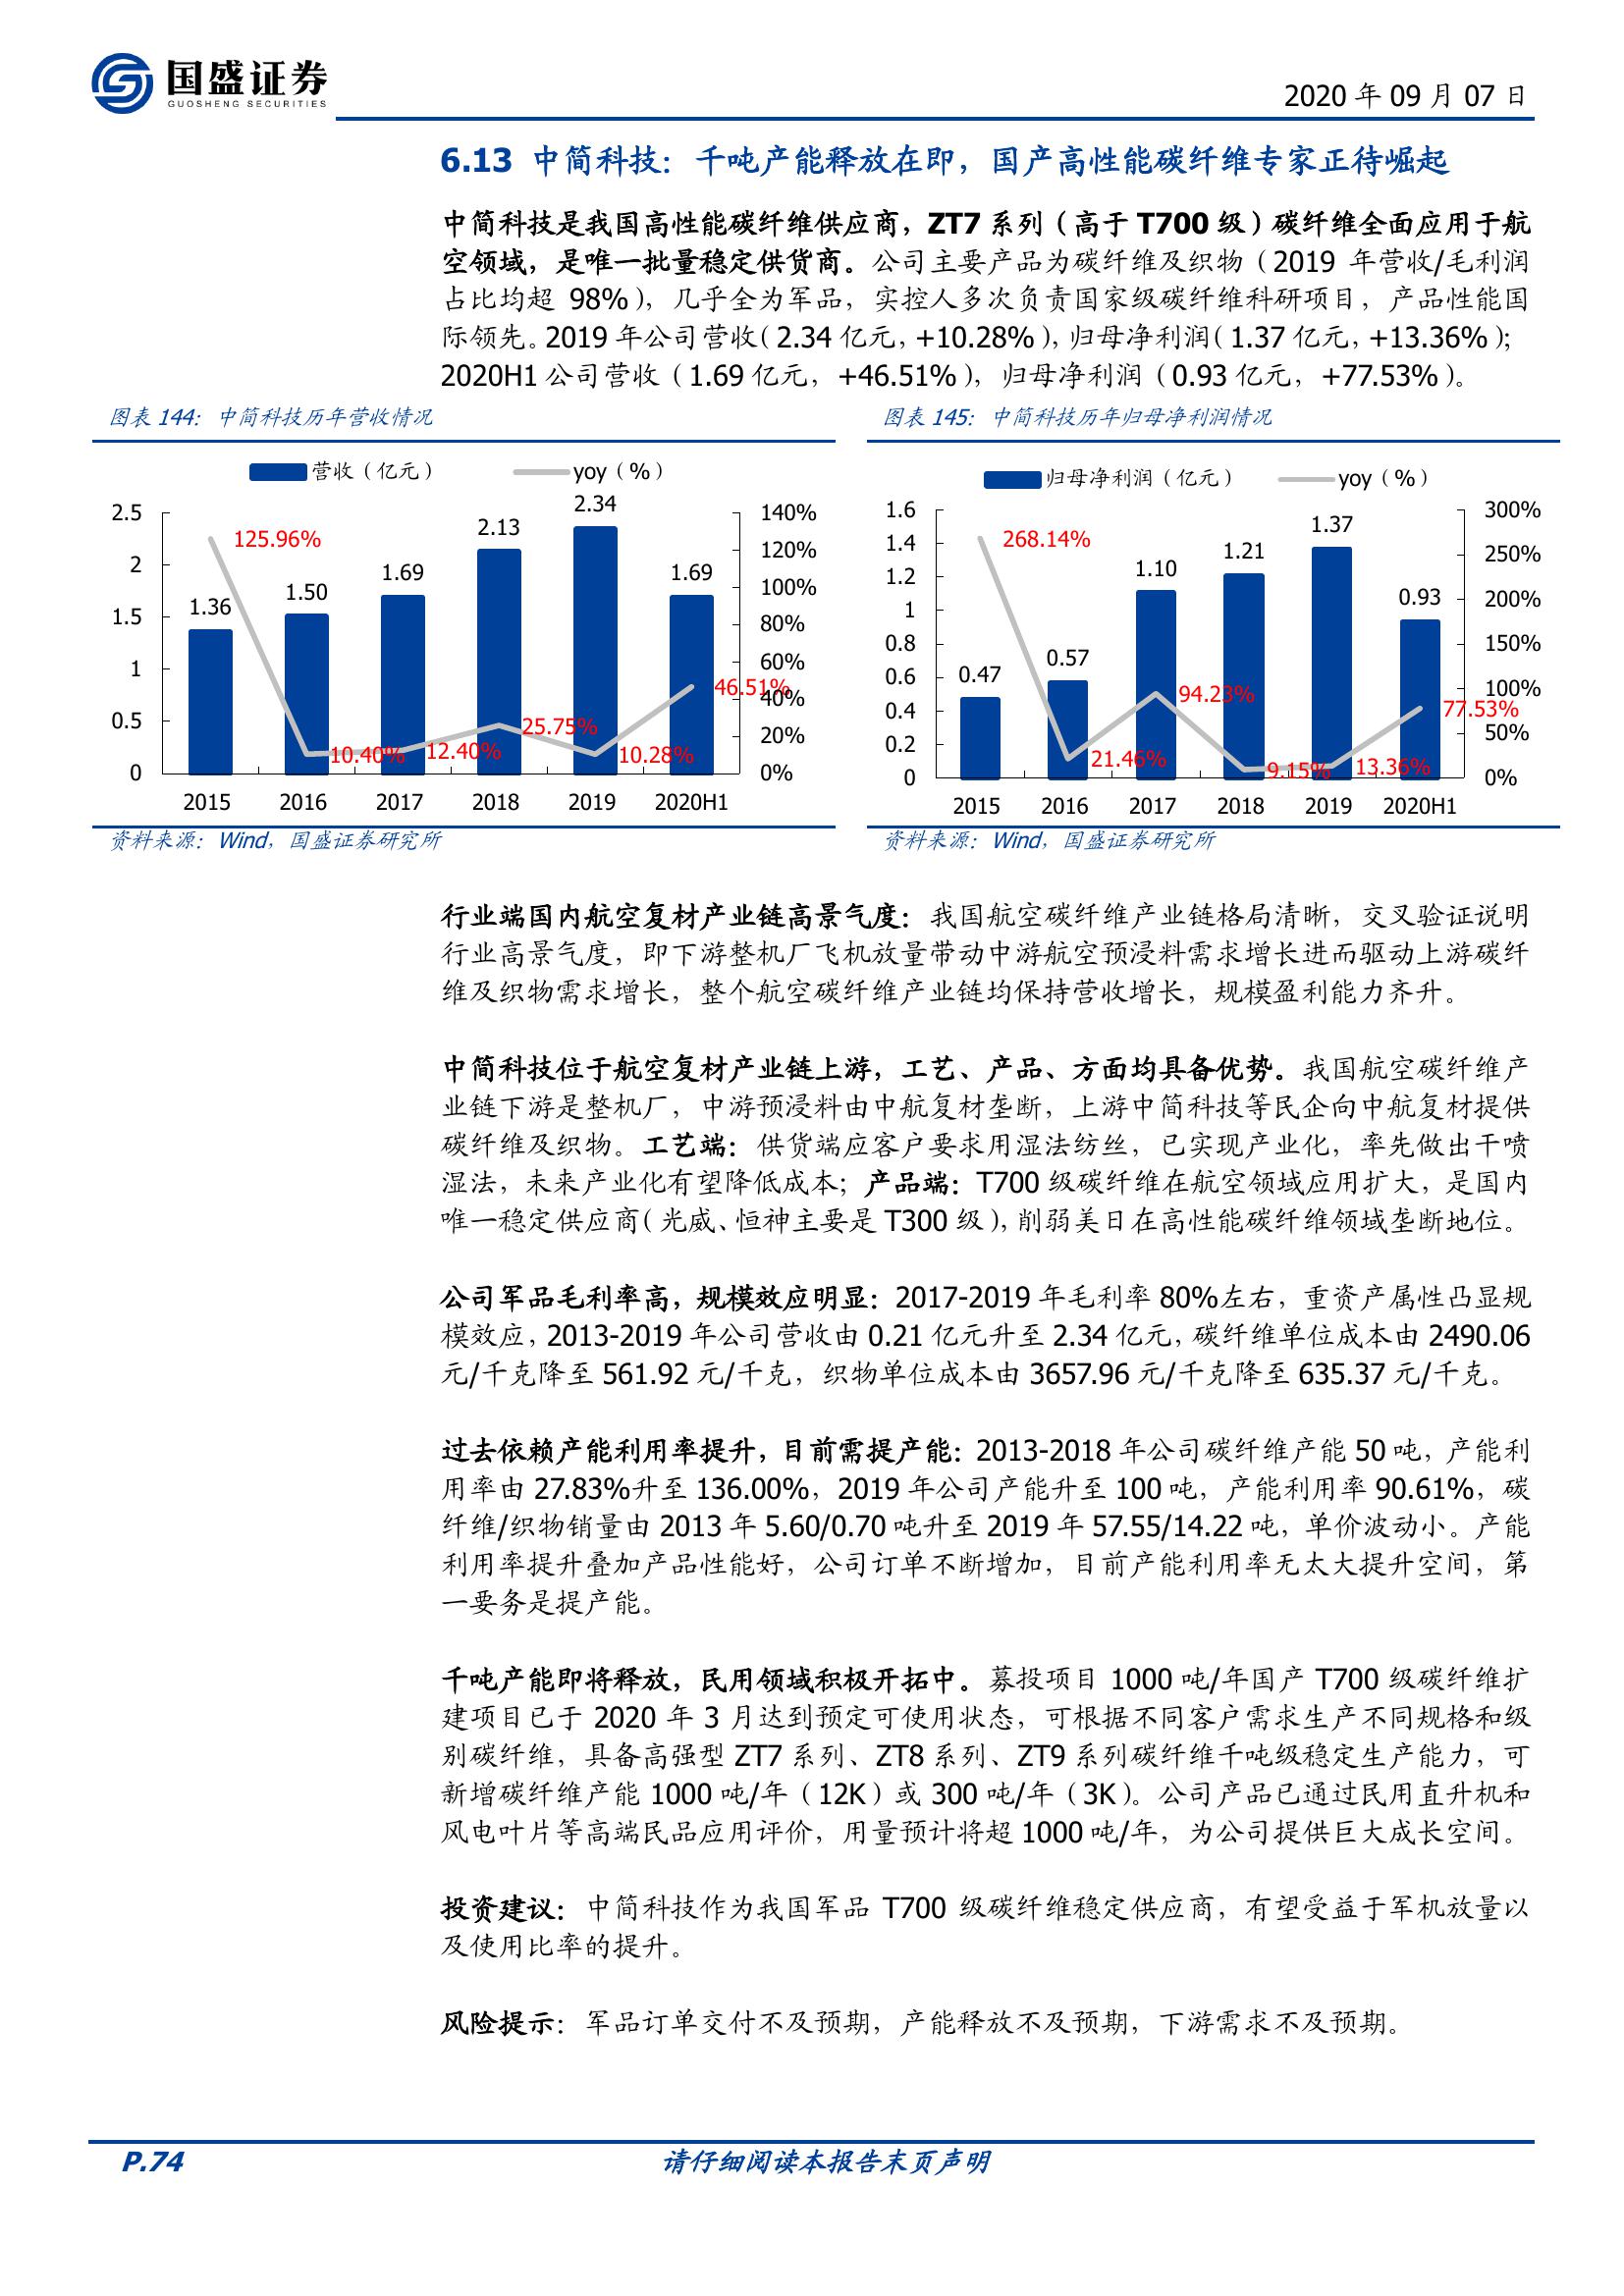 国盛证券
GUOSHENG SECURITIES
2020 年 09 月 07 日
6.13 中简科技：千吨产能释放在即，国产高性能碳纤维专家正待崛起
中简科技是我国高性能碳纤维供应商，ZT7 系列（高于 T700 级）碳纤维全面应用于航
空领域，是唯一批量稳定供货商。公司主要产品为碳纤维及织物（2019 年营收/毛利润
占比均超 98%），几乎全为军品，实控人多次负责国家级碳纤维科研项目，产品性能国
际领先。2019 年公司营收（2.34 亿元，+10.28%），归母净利润（1.37 亿元，+13.36%）；
2020H1 公司营收（1.69 亿元，+46.51%），归母净利润（0.93 亿元，+77.53%）。
图表 144：中简科技历年营收情况
营收（亿元） yoy（%）
2.5
2
1.5
1
0.5
0
140%
120%
100%
80%
60%
40%
20%
0%
1.36
1.50
1.69
2.13
2.34
1.69
125.96%
10.40%
12.40%
25.75%
10.28%
46.51%
2015 2016 2017 2018 2019 2020H1
资料来源：Wind，国盛证券研究所
图表 145：中简科技历年归母净利润情况
归母净利润（亿元） yoy（%）
1.6
1.4
1.2
1
0.8
0.6
0.4
0.2
0
300%
250%
200%
150%
100%
50%
0%
0.47
0.57
1.10
1.21
1.37
0.93
268.14%
21.46%
94.23%
9.15%
13.36%
77.53%
2015 2016 2017 2018 2019 2020H1
资料来源：Wind，国盛证券研究所
行业端国内航空复材产业链高景气度：我国航空碳纤维产业链格局清晰，交叉验证说明
行业高景气度，即下游整机厂飞机放量带动中游航空预浸料需求增长进而驱动上游碳纤
维及织物需求增长，整个航空碳纤维产业链均保持营收增长，规模盈利能力齐升。
中简科技位于航空复材产业链上游，工艺、产品、方面均具备优势。我国航空碳纤维产
业链下游是整机厂，中游预浸料由中航复材垄断，上游中简科技等民企向中航复材提供
碳纤维及织物。工艺端：供货端应客户要求用湿法纺丝，已实现产业化，率先做出干喷
湿法，未来产业化有望降低成本；产品端：T700 级碳纤维在航空领域应用扩大，是国内
唯一稳定供应商（光威、恒神主要是 T300 级），削弱美日在高性能碳纤维领域垄断地位。
公司军品毛利率高，规模效应明显：2017-2019 年毛利率 80%左右，重资产属性凸显规
模效应，2013-2019 年公司营收由 0.21 亿元升至 2.34 亿元，碳纤维单位成本由 2490.06
元/千克降至 561.92 元/千克，织物单位成本由 3657.96 元/千克降至 635.37 元/千克。
过去依赖产能利用率提升，目前需提产能：2013-2018 年公司碳纤维产能 50 吨，产能利
用率由 27.83%升至 136.00%，2019 年公司产能升至 100 吨，产能利用率 90.61%，碳
纤维/织物销量由 2013 年 5.60/0.70 吨升至 2019 年 57.55/14.22 吨，单价波动小。产能
利用率提升叠加产品性能好，公司订单不断增加，目前产能利用率无太大提升空间，第
一要务是提产能。
千吨产能即将释放，民用领域积极开拓中。募投项目 1000 吨/年国产 T700 级碳纤维扩
建项目已于 2020 年 3 月达到预定可使用状态，可根据不同客户需求生产不同规格和级
别碳纤维，具备高强型 ZT7 系列、ZT8 系列、ZT9 系列碳纤维千吨级稳定生产能力，可
新增碳纤维产能 1000 吨/年（12K）或 300 吨/年（3K）。公司产品已通过民用直升机和
风电叶片等高端民品应用评价，用量预计将超 1000 吨/年，为公司提供巨大成长空间。
投资建议：中简科技作为我国军品 T700 级碳纤维稳定供应商，有望受益于军机放量以
及使用比率的提升。
风险提示：军品订单交付不及预期，产能释放不及预期，下游需求不及预期。
P.74
请仔细阅读本报告末页声明